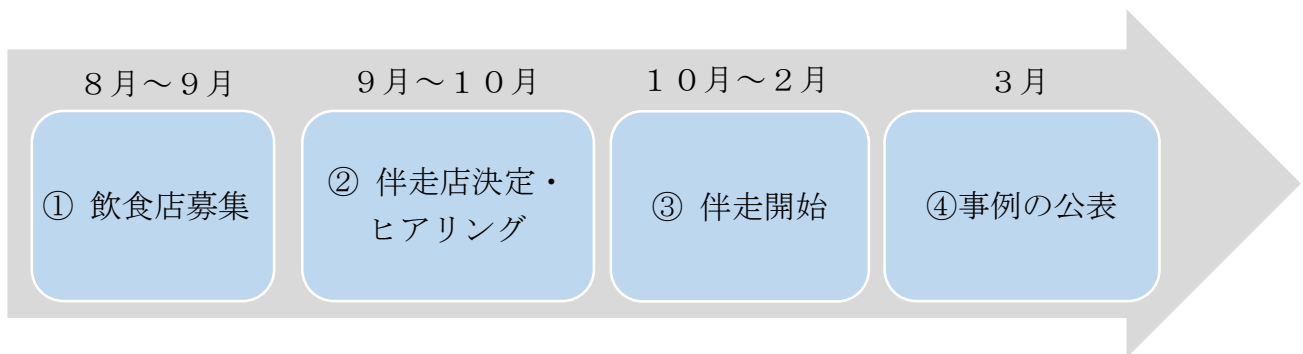 ８月～９月
９月～１０月
１０月～２月
３月
① 飲食店募集
② 伴走店決定・
ヒアリング
③ 伴走開始
④事例の公表